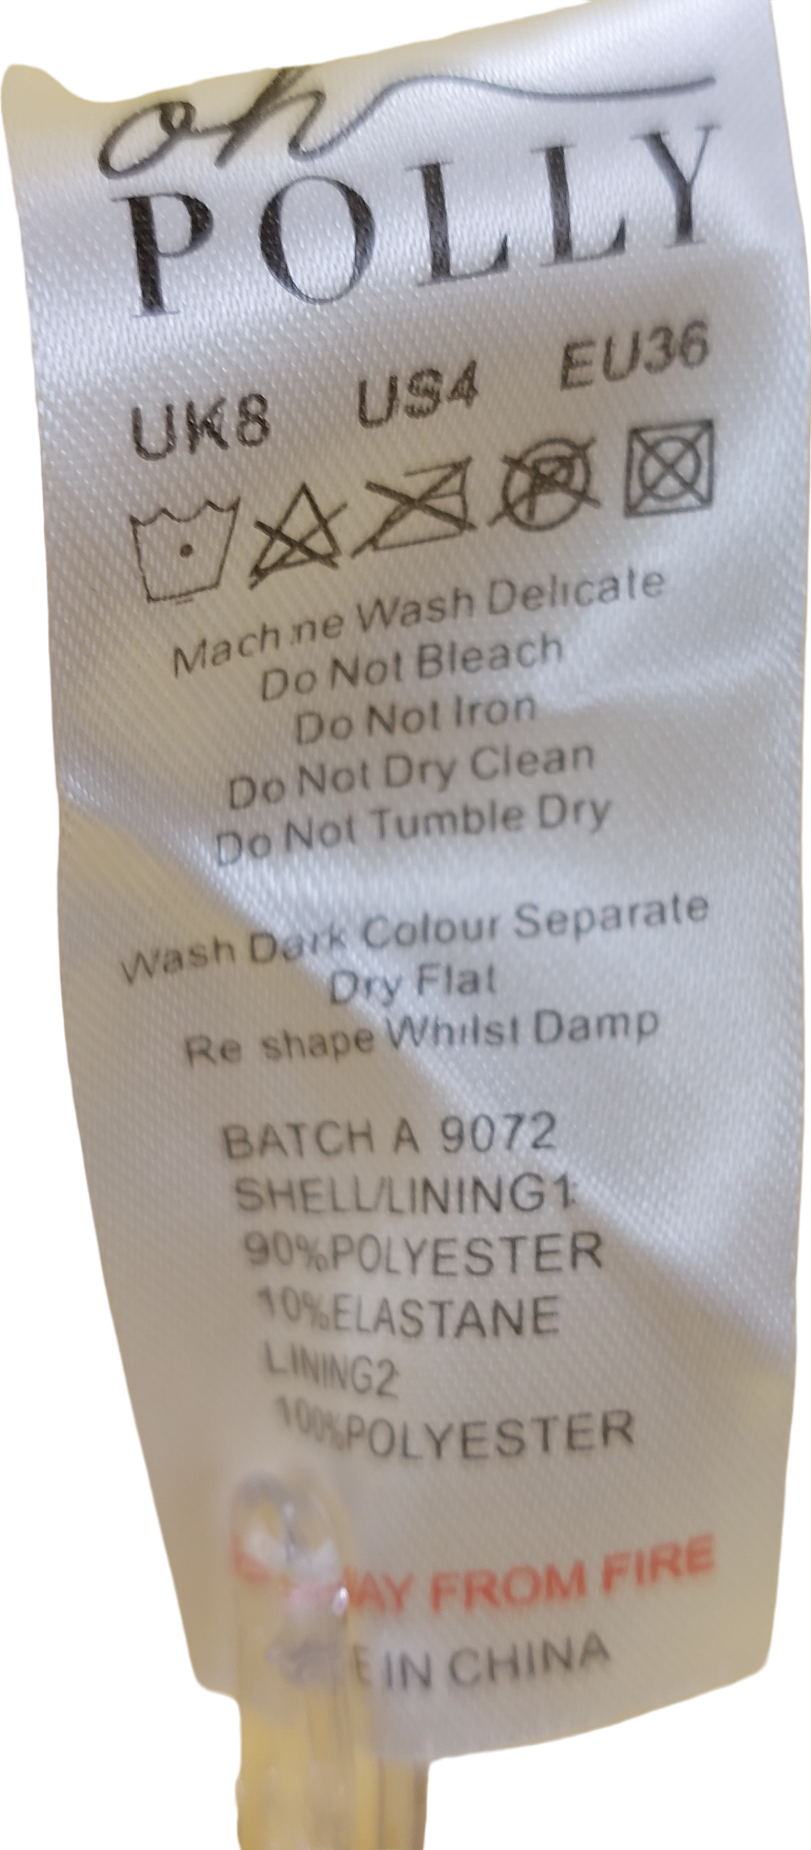 oh
POLLY
UK8 US4 EU36
Machine Wash Delicate
Do Not Bleach
Do Not Iron
Do Not Dry Clean
Do Not Tumble Dry
Wash Dark Colour Separate
Dry Flat
Re shape Whilst Damp
BATCH A 9072
SHELL/LINING1:
90%POLYESTER
10%ELASTANE
LINING2:
100%POLYESTER
FROM FIRE
IN CHINA